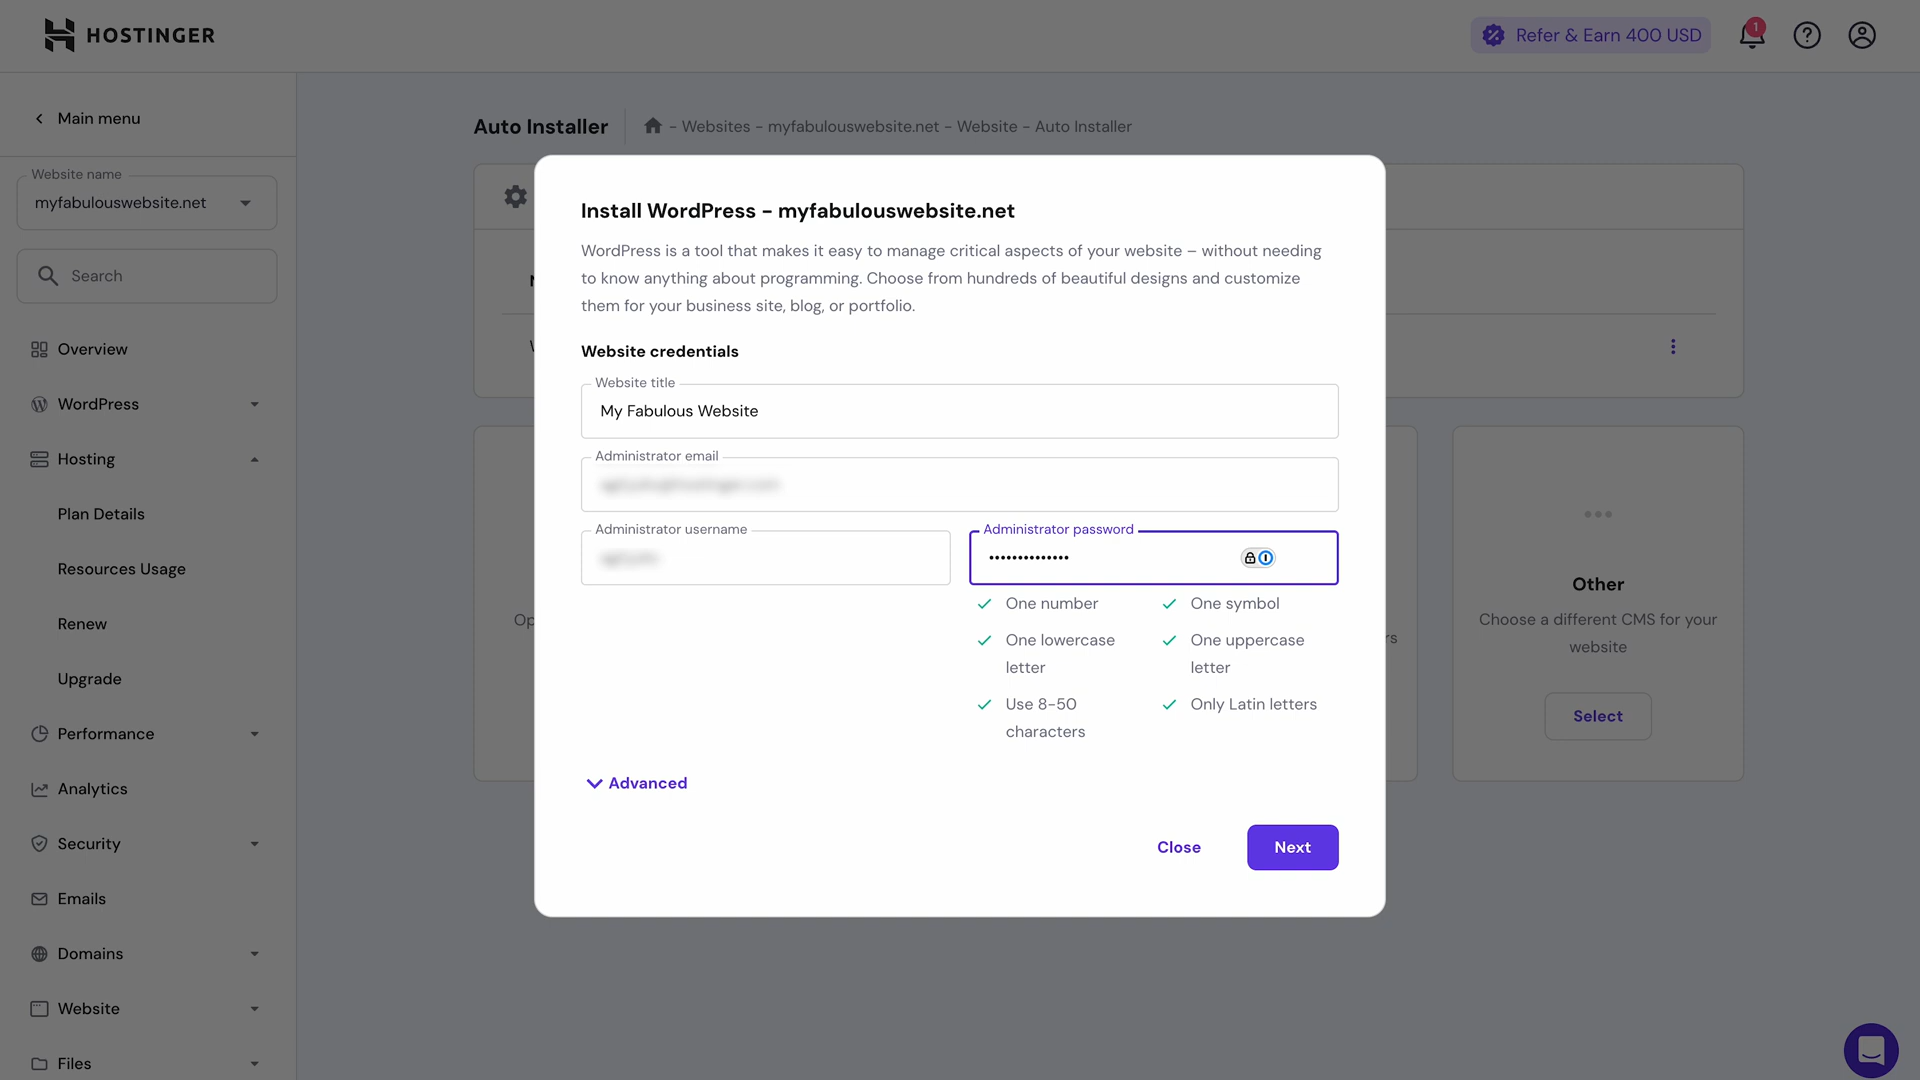 HOSTINGER
Refer & Earn 400 USD
1
Main menu
Website name
myfabulouswebsite.net
Search
Overview
WordPress
Hosting
Plan Details
Resources Usage
Renew
Upgrade
Performance
Analytics
Security
Emails
Domains
Website
Files
Auto Installer
- Websites - myfabulouswebsite.net - Website - Auto Installer
Install WordPress - myfabulouswebsite.net
WordPress is a tool that makes it easy to manage critical aspects of your website – without needing
to know anything about programming. Choose from hundreds of beautiful designs and customize
them for your business site, blog, or portfolio.
Website credentials
Website title
My Fabulous Website
Administrator email
Administrator username
Administrator password
••••••••••••••
One number
One symbol
One lowercase
letter
One uppercase
letter
Use 8-50
characters
Only Latin letters
Advanced
Close
Next
Other
Choose a different CMS for your
website
Select